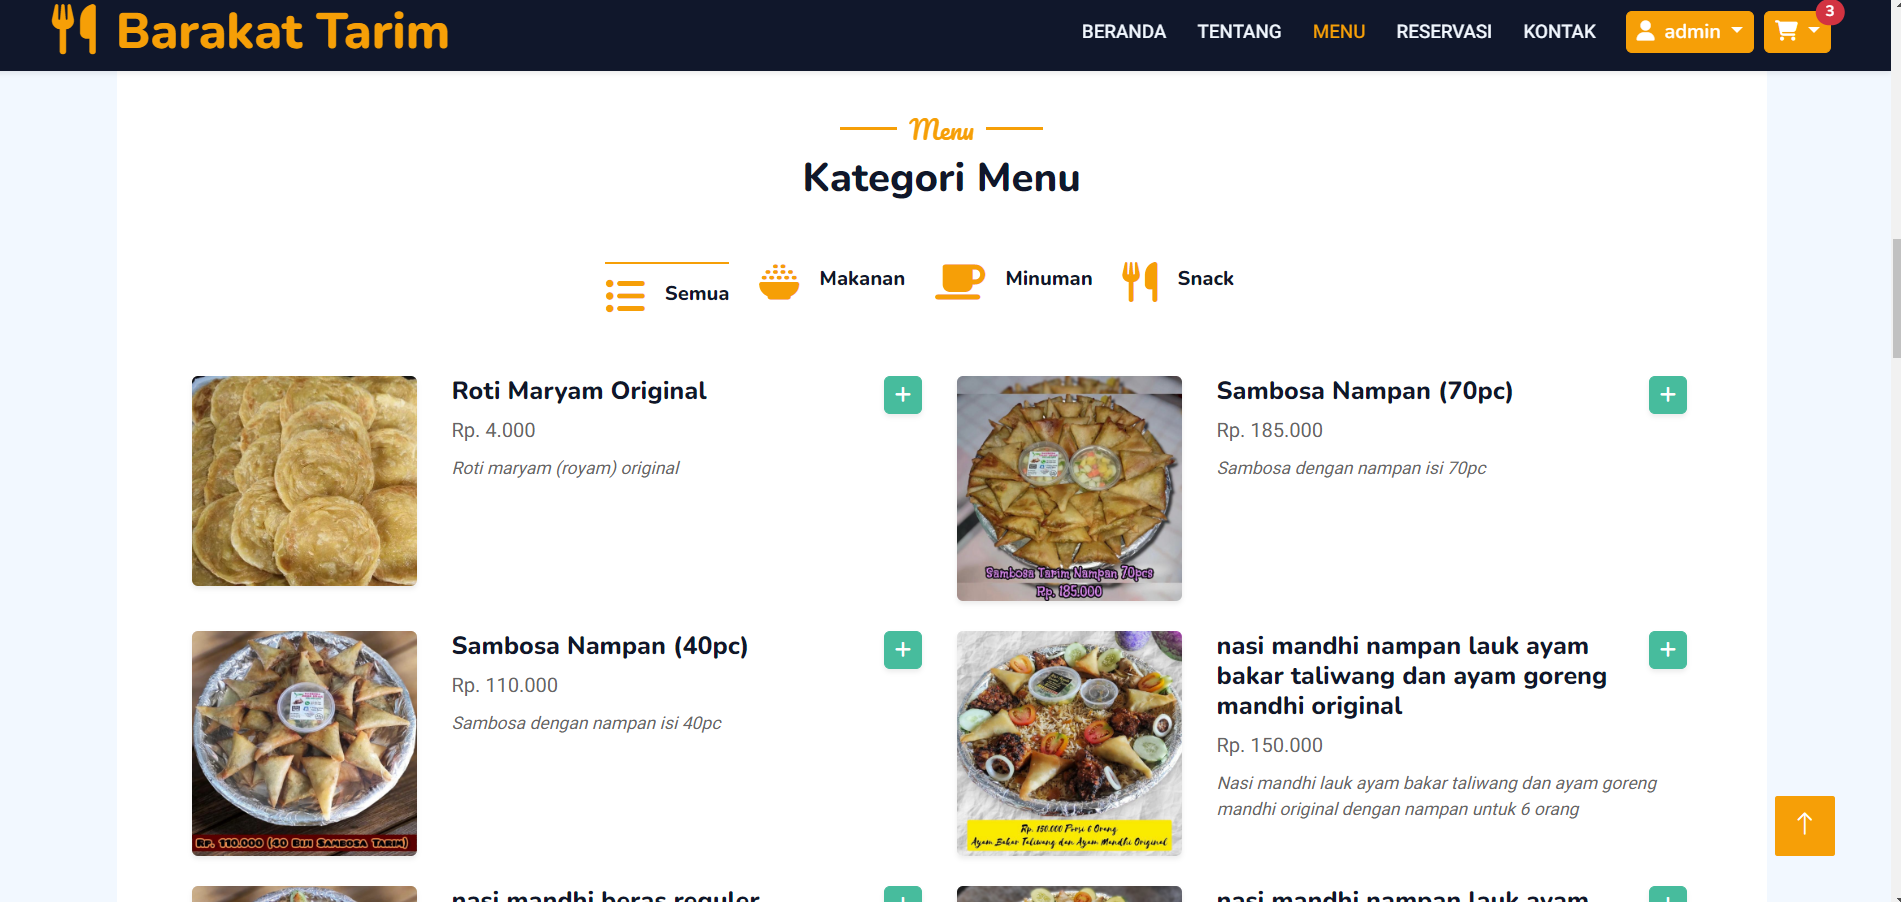 Barakat Tarim
BERANDA
TENTANG
MENU
RESERVASI
KONTAK
admin
3
Menu
Kategori Menu
Semua
Makanan
Minuman
Snack
Roti Maryam Original
Rp. 4.000
Roti maryam (royam) original
Sambosa Nampan (70pc)
Rp. 185.000
Sambosa dengan nampan isi 70pc
Sambosa Tarim Nampan 70pcs
Rp. 185.000
Sambosa Nampan (40pc)
Rp. 110.000
Sambosa dengan nampan isi 40pc
Rp. 110.000 (40 Biji Sambosa Tarim)
nasi mandhi nampan lauk ayam
bakar taliwang dan ayam goreng
mandhi original
Rp. 150.000
Nasi mandhi lauk ayam bakar taliwang dan ayam goreng
mandhi original dengan nampan untuk 6 orang
Rp. 150.000 Porsi 6 Orang
Ayam Bakar Taliwang dan Ayam Mandhi Original
nasi mandhi beras reguler
nasi mandhi nampan lauk ayam